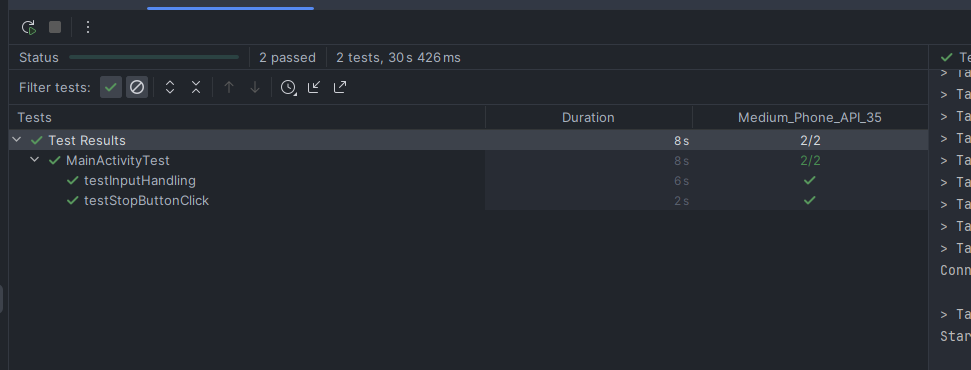 Status 2 passed 2 tests, 30 s 426 ms
Filter tests:
Tests Duration Medium_Phone_API_35
Test Results 8 s 2/2
MainActivityTest 8 s 2/2
testInputHandling 6 s
testStopButtonClick 2 s
Te
> Ta
> Ta
> Ta
> Ta
> Ta
> Ta
> Ta
> Ta
> Ta
Conn
> Ta
Star